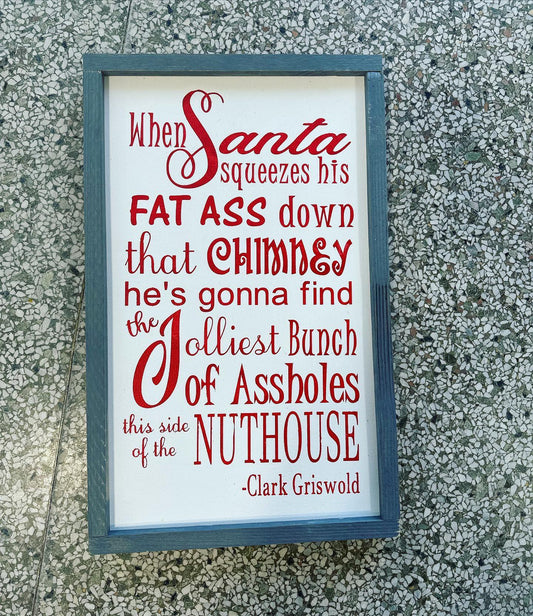 When Santa
squeezes his
FAT ASS down
that CHIMNEY
he's gonna find
the Jolliest Bunch
of Assholes
this side
of the NUTHOUSE
-Clark Griswold